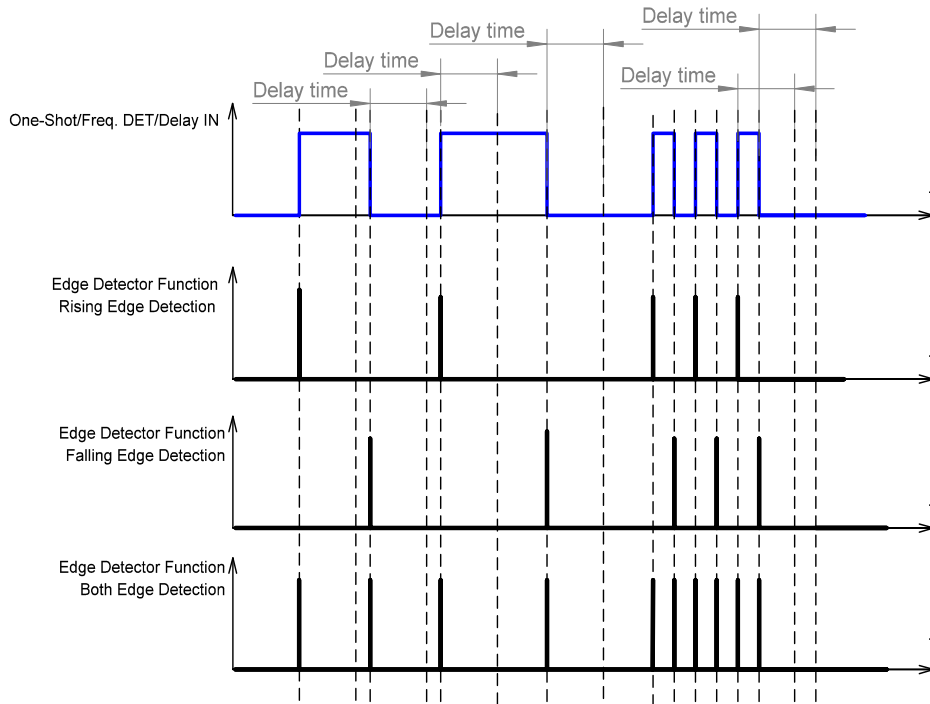 Delay time
Delay time
Delay time
Delay time
Delay time
One-Shot/Freq. DET/Delay IN
Edge Detector Function
Rising Edge Detection
Edge Detector Function
Falling Edge Detection
Edge Detector Function
Both Edge Detection